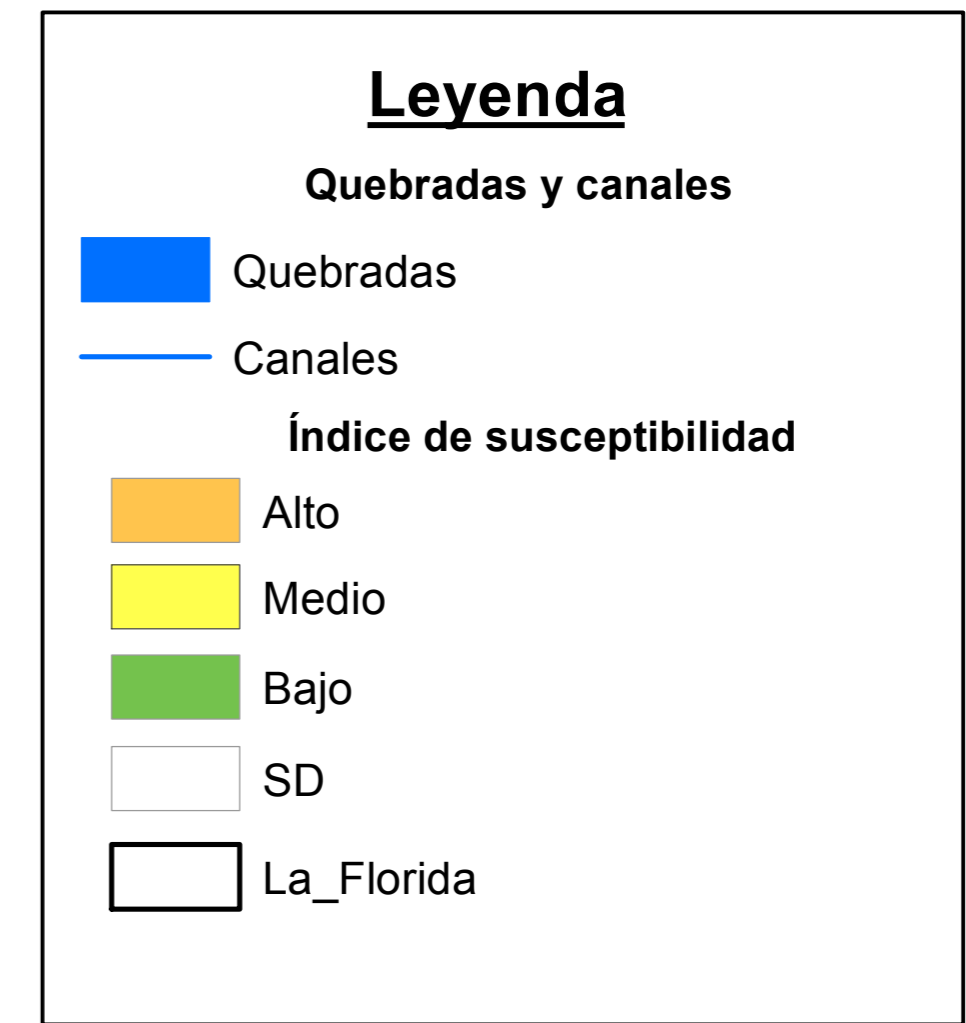 Leyenda
Quebradas y canales
Quebradas
Canales
Índice de susceptibilidad
Alto
Medio
Bajo
SD
La_Florida